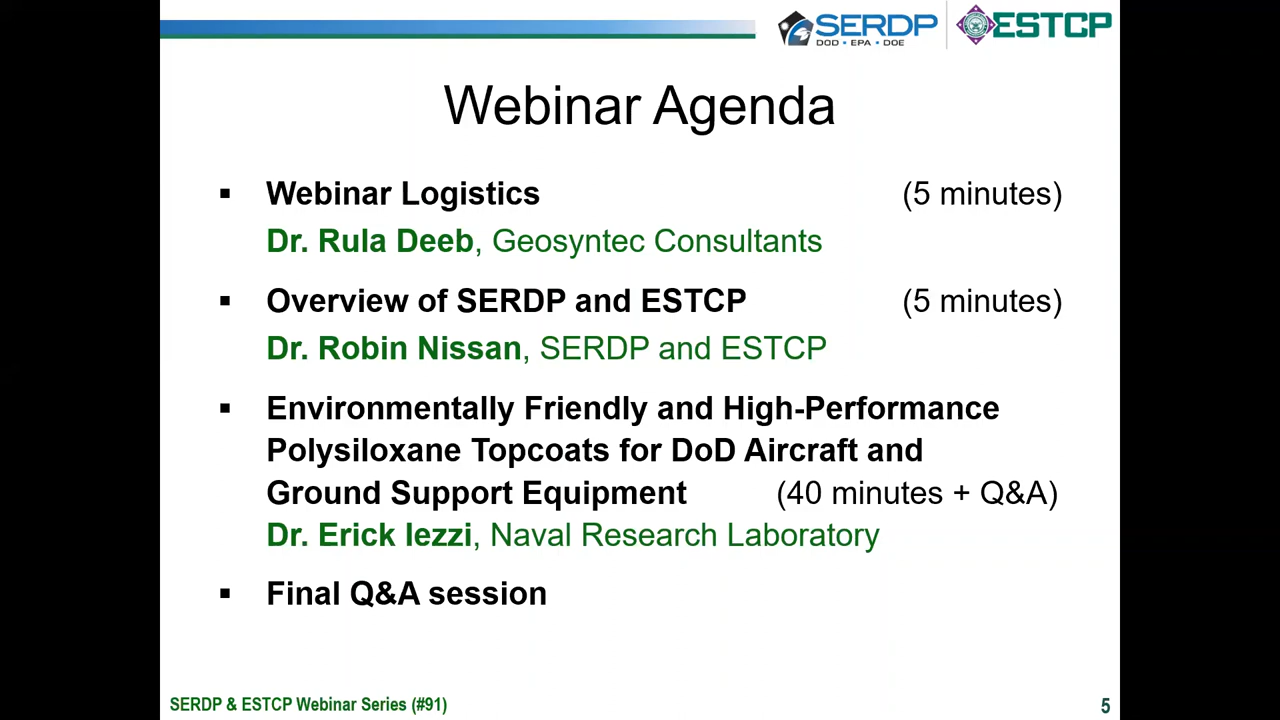 SERDP
DOD • EPA • DOE
ESTCP
Webinar Agenda
▪ Webinar Logistics (5 minutes)
Dr. Rula Deeb, Geosyntec Consultants
▪ Overview of SERDP and ESTCP (5 minutes)
Dr. Robin Nissan, SERDP and ESTCP
▪ Environmentally Friendly and High-Performance
Polysiloxane Topcoats for DoD Aircraft and
Ground Support Equipment (40 minutes + Q&A)
Dr. Erick Iezzi, Naval Research Laboratory
▪ Final Q&A session
SERDP & ESTCP Webinar Series (#91)
5